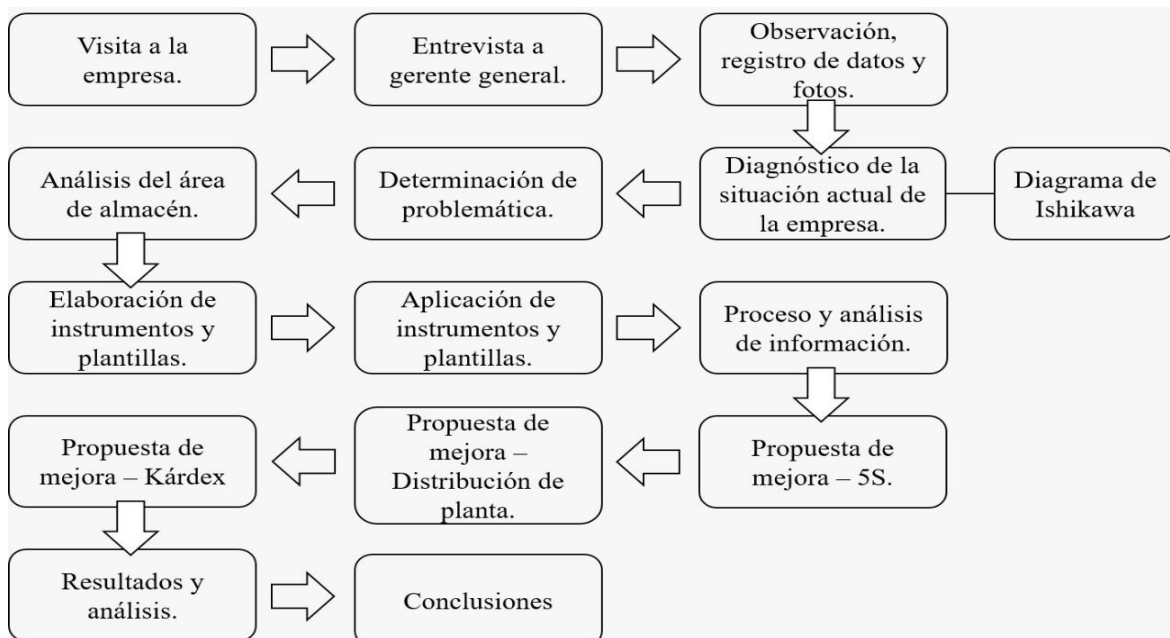 Visita a la
empresa.
Entrevista a
gerente general.
Observación,
registro de datos y
fotos.
Diagnóstico de la
situación actual de
la empresa.
Diagrama de
Ishikawa
Determinación de
problemática.
Análisis del área
de almacén.
Elaboración de
instrumentos y
plantillas.
Aplicación de
instrumentos y
plantillas.
Proceso y análisis
de información.
Propuesta de
mejora – 5S.
Propuesta de
mejora –
Distribución de
planta.
Propuesta de
mejora – Kárdex
Resultados y
análisis.
Conclusiones